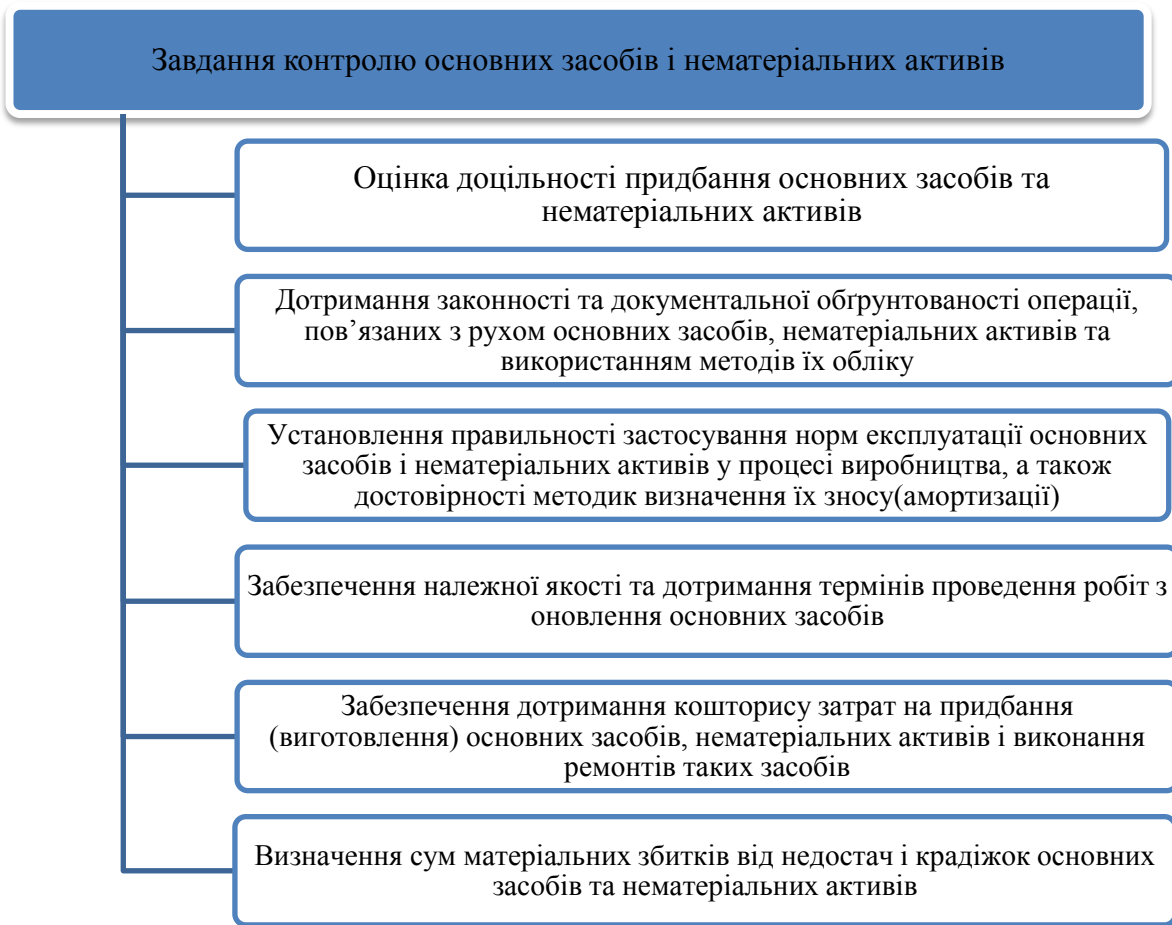 Завдання контролю основних засобів і нематеріальних активів
Оцінка доцільності придбання основних засобів та
нематеріальних активів
Дотримання законності та документальної обґрунтованості операції,
пов’язаних з рухом основних засобів, нематеріальних активів та
використанням методів їх обліку
Установлення правильності застосування норм експлуатації основних
засобів і нематеріальних активів у процесі виробництва, а також
достовірності методик визначення їх зносу(амортизації)
Забезпечення належної якості та дотримання термінів проведення робіт з
оновлення основних засобів
Забезпечення дотримання кошторису затрат на придбання
(виготовлення) основних засобів, нематеріальних активів і виконання
ремонтів таких засобів
Визначення сум матеріальних збитків від недостач і крадіжок основних
засобів та нематеріальних активів